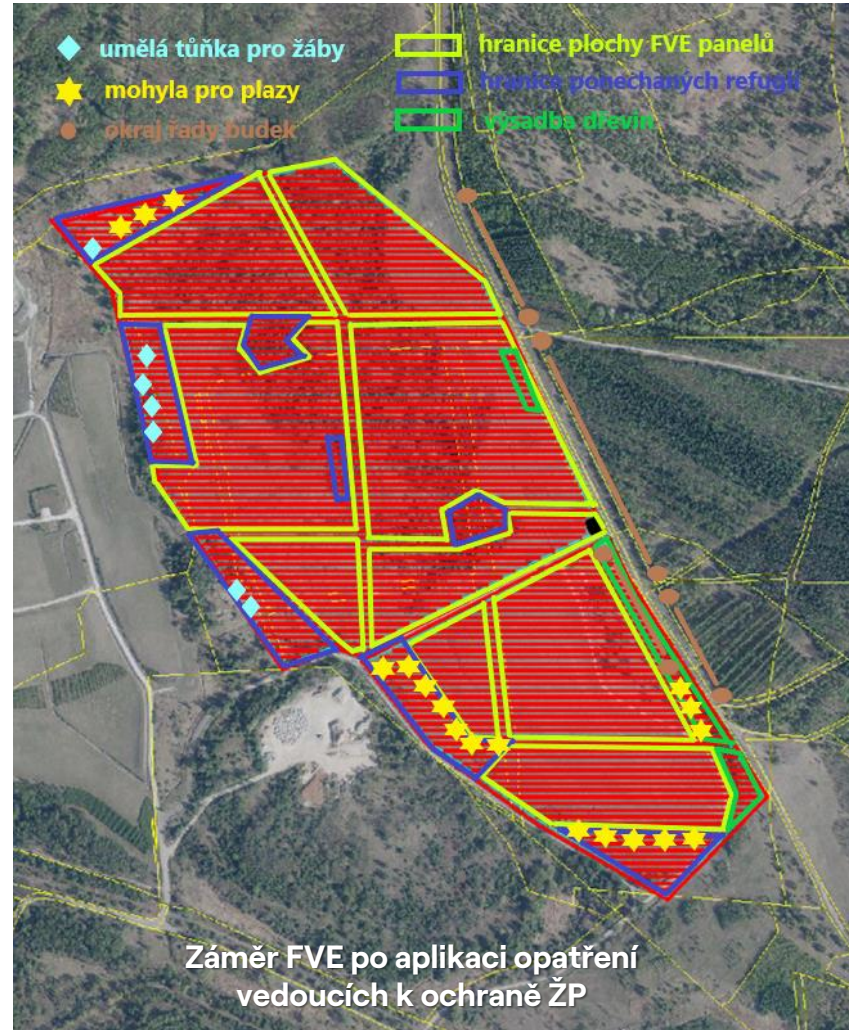 umělá tůňka pro žáby
mohyla pro plazy
okraj řady budek
hranice plochy FVE panelů
hranice ponechaných refugií
výsadba dřevin
Záměr FVE po aplikaci opatření
vedoucích k ochraně ŽP